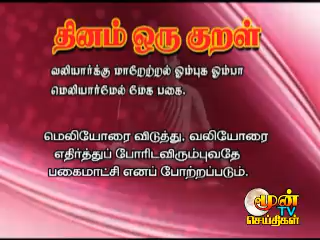 தினம் ஒரு குறள்
வலியார்க்கு மாறேற்றல் ஓம்புக ஓம்பா
மெலியார்மேல் மேக பகை.
மெலியோரை விடுத்து, வலியோரை
எதிர்த்துப் போரிடவிரும்புவதே
பகைமாட்சி எனப் போற்றப்படும்.
மூன்
TV
செய்திகள்